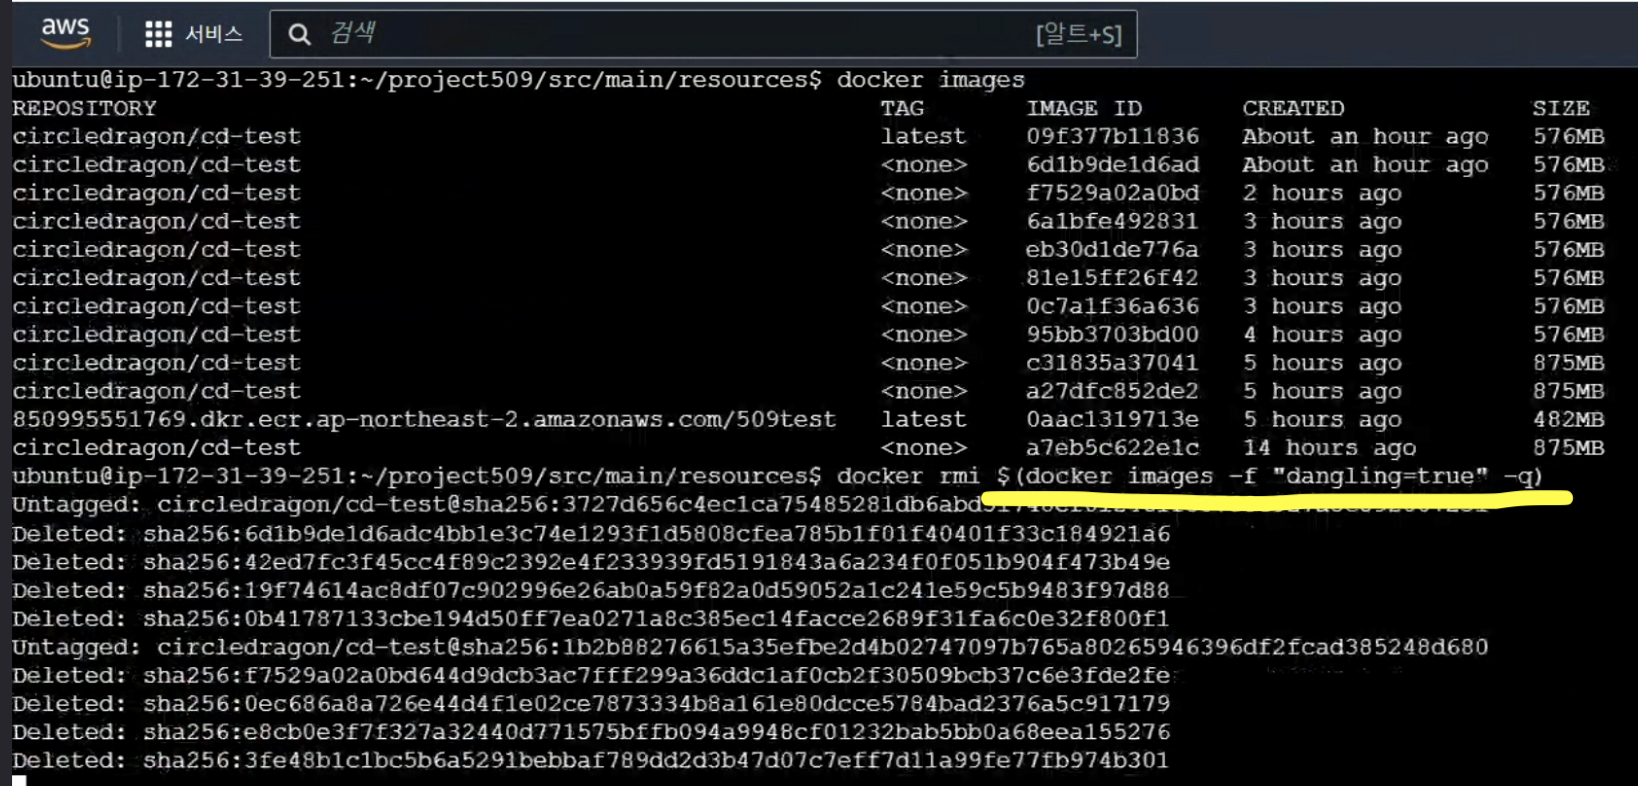 aws 서비스 검색 [알트+S]
ubuntu@ip-172-31-39-251:~/project509/src/main/resources$ docker images
REPOSITORY TAG IMAGE ID CREATED SIZE
circledragon/cd-test latest 09f377b11836 About an hour ago 576MB
circledragon/cd-test <none> 6d1b9de1d6ad About an hour ago 576MB
circledragon/cd-test <none> f7529a02a0bd 2 hours ago 576MB
circledragon/cd-test <none> 6a1bfe492831 3 hours ago 576MB
circledragon/cd-test <none> eb30d1de776a 3 hours ago 576MB
circledragon/cd-test <none> 81e15ff26f42 3 hours ago 576MB
circledragon/cd-test <none> 0c7a1f36a636 3 hours ago 576MB
circledragon/cd-test <none> 95bb3703bd00 4 hours ago 576MB
circledragon/cd-test <none> c31835a37041 5 hours ago 875MB
circledragon/cd-test <none> a27dfc852de2 5 hours ago 875MB
850995551769.dkr.ecr.ap-northeast-2.amazonaws.com/509test latest 0aac1319713e 5 hours ago 482MB
circledragon/cd-test <none> a7eb5c622e1c 14 hours ago 875MB
ubuntu@ip-172-31-39-251:~/project509/src/main/resources$ docker rmi $(docker images -f "dangling=true" -q)
Untagged:
Deleted: sha256:6d1b9de1d6adc4bb1e3c74e1293f1d5808cfea785b1f01f40401f33c184921a6
Deleted: sha256:42ed7fc3f45cc4f89c2392e4f233939fd5191843a6a234f0f051b904f473b49e
Deleted: sha256:19f74614ac8df07c902996e26ab0a59f82a0d59052a1c241e59c5b9483f97d88
Deleted: sha256:0b41787133cbe194d50ff7ea0271a8c385ec14facce2689f31fa6c0e32f800f1
Untagged: circledragon/cd-test@sha256:1b2b88276615a35efbe2d4b02747097b765a80265946396df2fcad385248d680
Deleted: sha256:f7529a02a0bd644d9dcb3ac7fff299a36ddc1af0cb2f30509bcb37c6e3fde2fe
Deleted: sha256:0ec686a8a726e44d4f1e02ce7873334b8a161e80dcce5784bad2376a5c917179
Deleted: sha256:e8cb0e3f7f327a32440d771575bffb094a9948cf01232bab5bb0a68eea155276
Deleted: sha256:3fe48b1c1bc5b6a5291bebbaf789dd2d3b47d07c7eff7d11a99fe77fb974b301